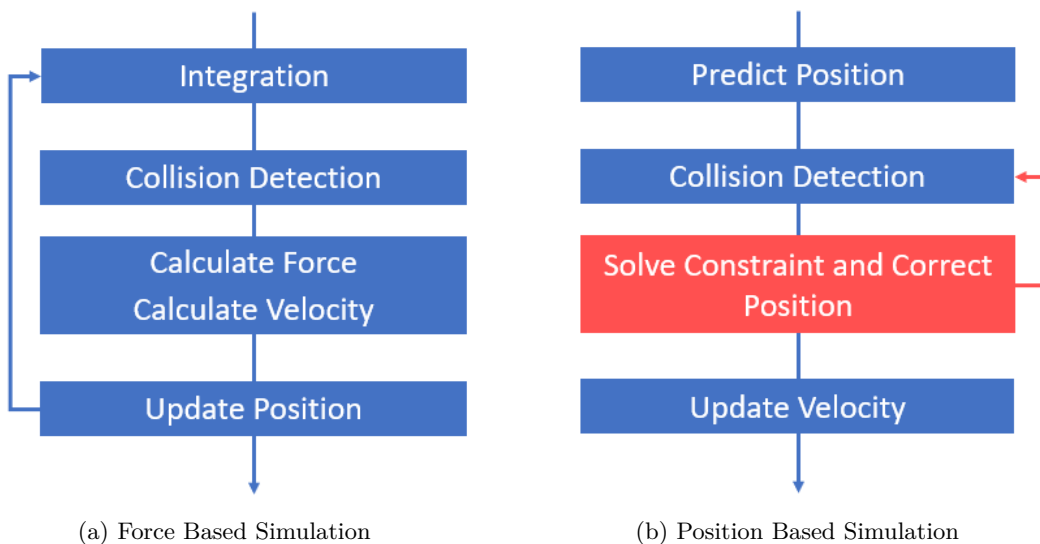 Integration
Collision Detection
Calculate Force
Calculate Velocity
Update Position
(a) Force Based Simulation
Predict Position
Collision Detection
Solve Constraint and Correct
Position
Update Velocity
(b) Position Based Simulation